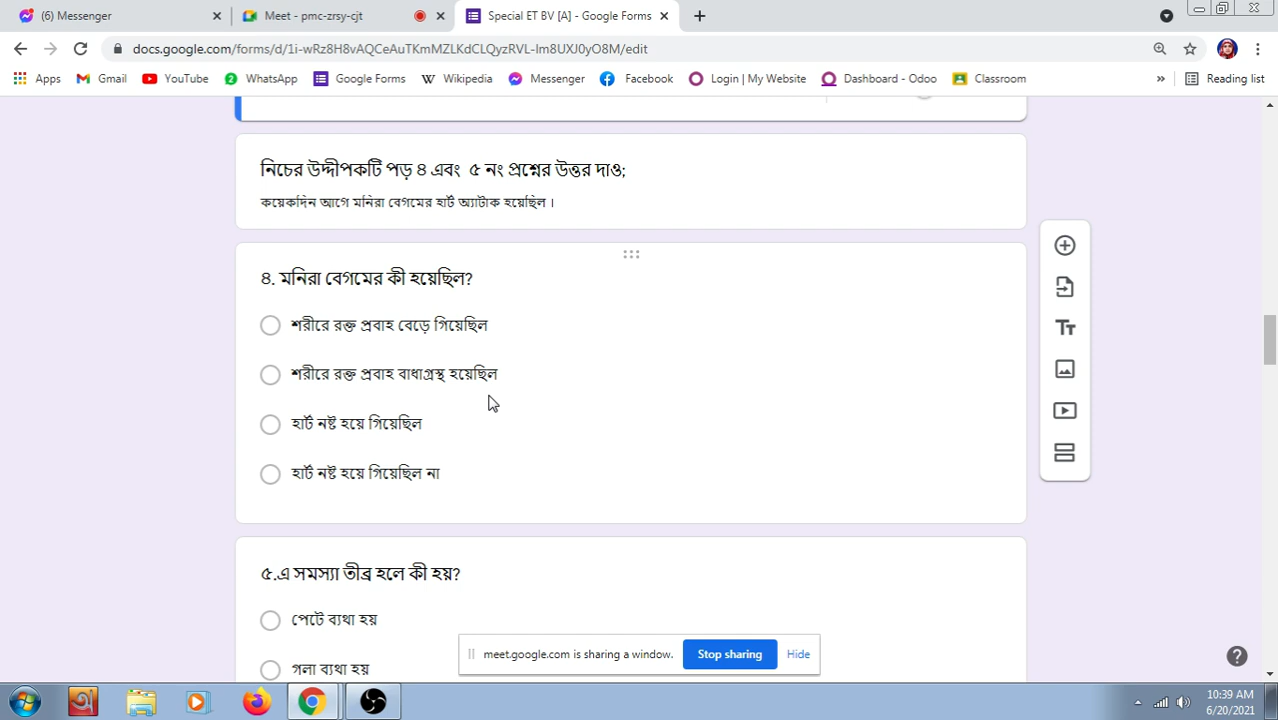 (6) Messenger
Meet - pmc-zrsy-cjt
Special ET BV [A] - Google Forms
docs.google.com/forms/d/1i-wRz8H8vAQCeAuTKmMZLKdCLQyzRVL-lm8UXJ0yO8M/edit
Apps Gmail YouTube WhatsApp Google Forms Wikipedia Messenger Facebook Login | My Website Dashboard - Odoo Classroom » Reading list
নিচের উদ্দীপকটি পড় ৪ এবং ৫ নং প্রশ্নের উত্তর দাও;
কয়েকদিন আগে মনিরা বেগমের হার্ট অ্যাটাক হয়েছিল।
৪. মনিরা বেগমের কী হয়েছিল?
শরীরে রক্ত প্রবাহ বেড়ে গিয়েছিল
শরীরে রক্ত প্রবাহ বাধাগ্রস্থ হয়েছিল
হার্ট নষ্ট হয়ে গিয়েছিল
হার্ট নষ্ট হয়ে গিয়েছিল না
৫.এ সমস্যা তীব্র হলে কী হয়?
পেটে ব্যথা হয়
গলা ব্যথা হয়
meet.google.com is sharing a window. Stop sharing Hide
10:39 AM
6/20/2021